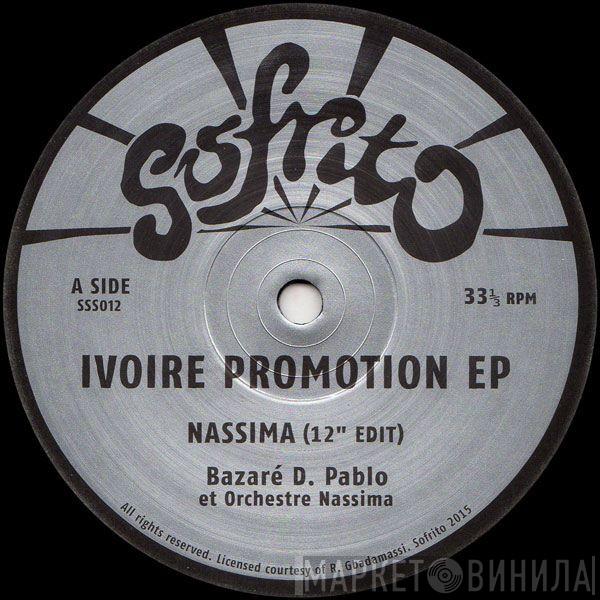 Sofrito
A SIDE
SSS012
33⅓ RPM
IVOIRE PROMOTION EP
NASSIMA (12" EDIT)
Bazaré D. Pablo
et Orchestre Nassima
All rights reserved. Licensed courtesy of R. Gbadamassi. Sofrito 2015
МАРКЕТ ВИНИЛА